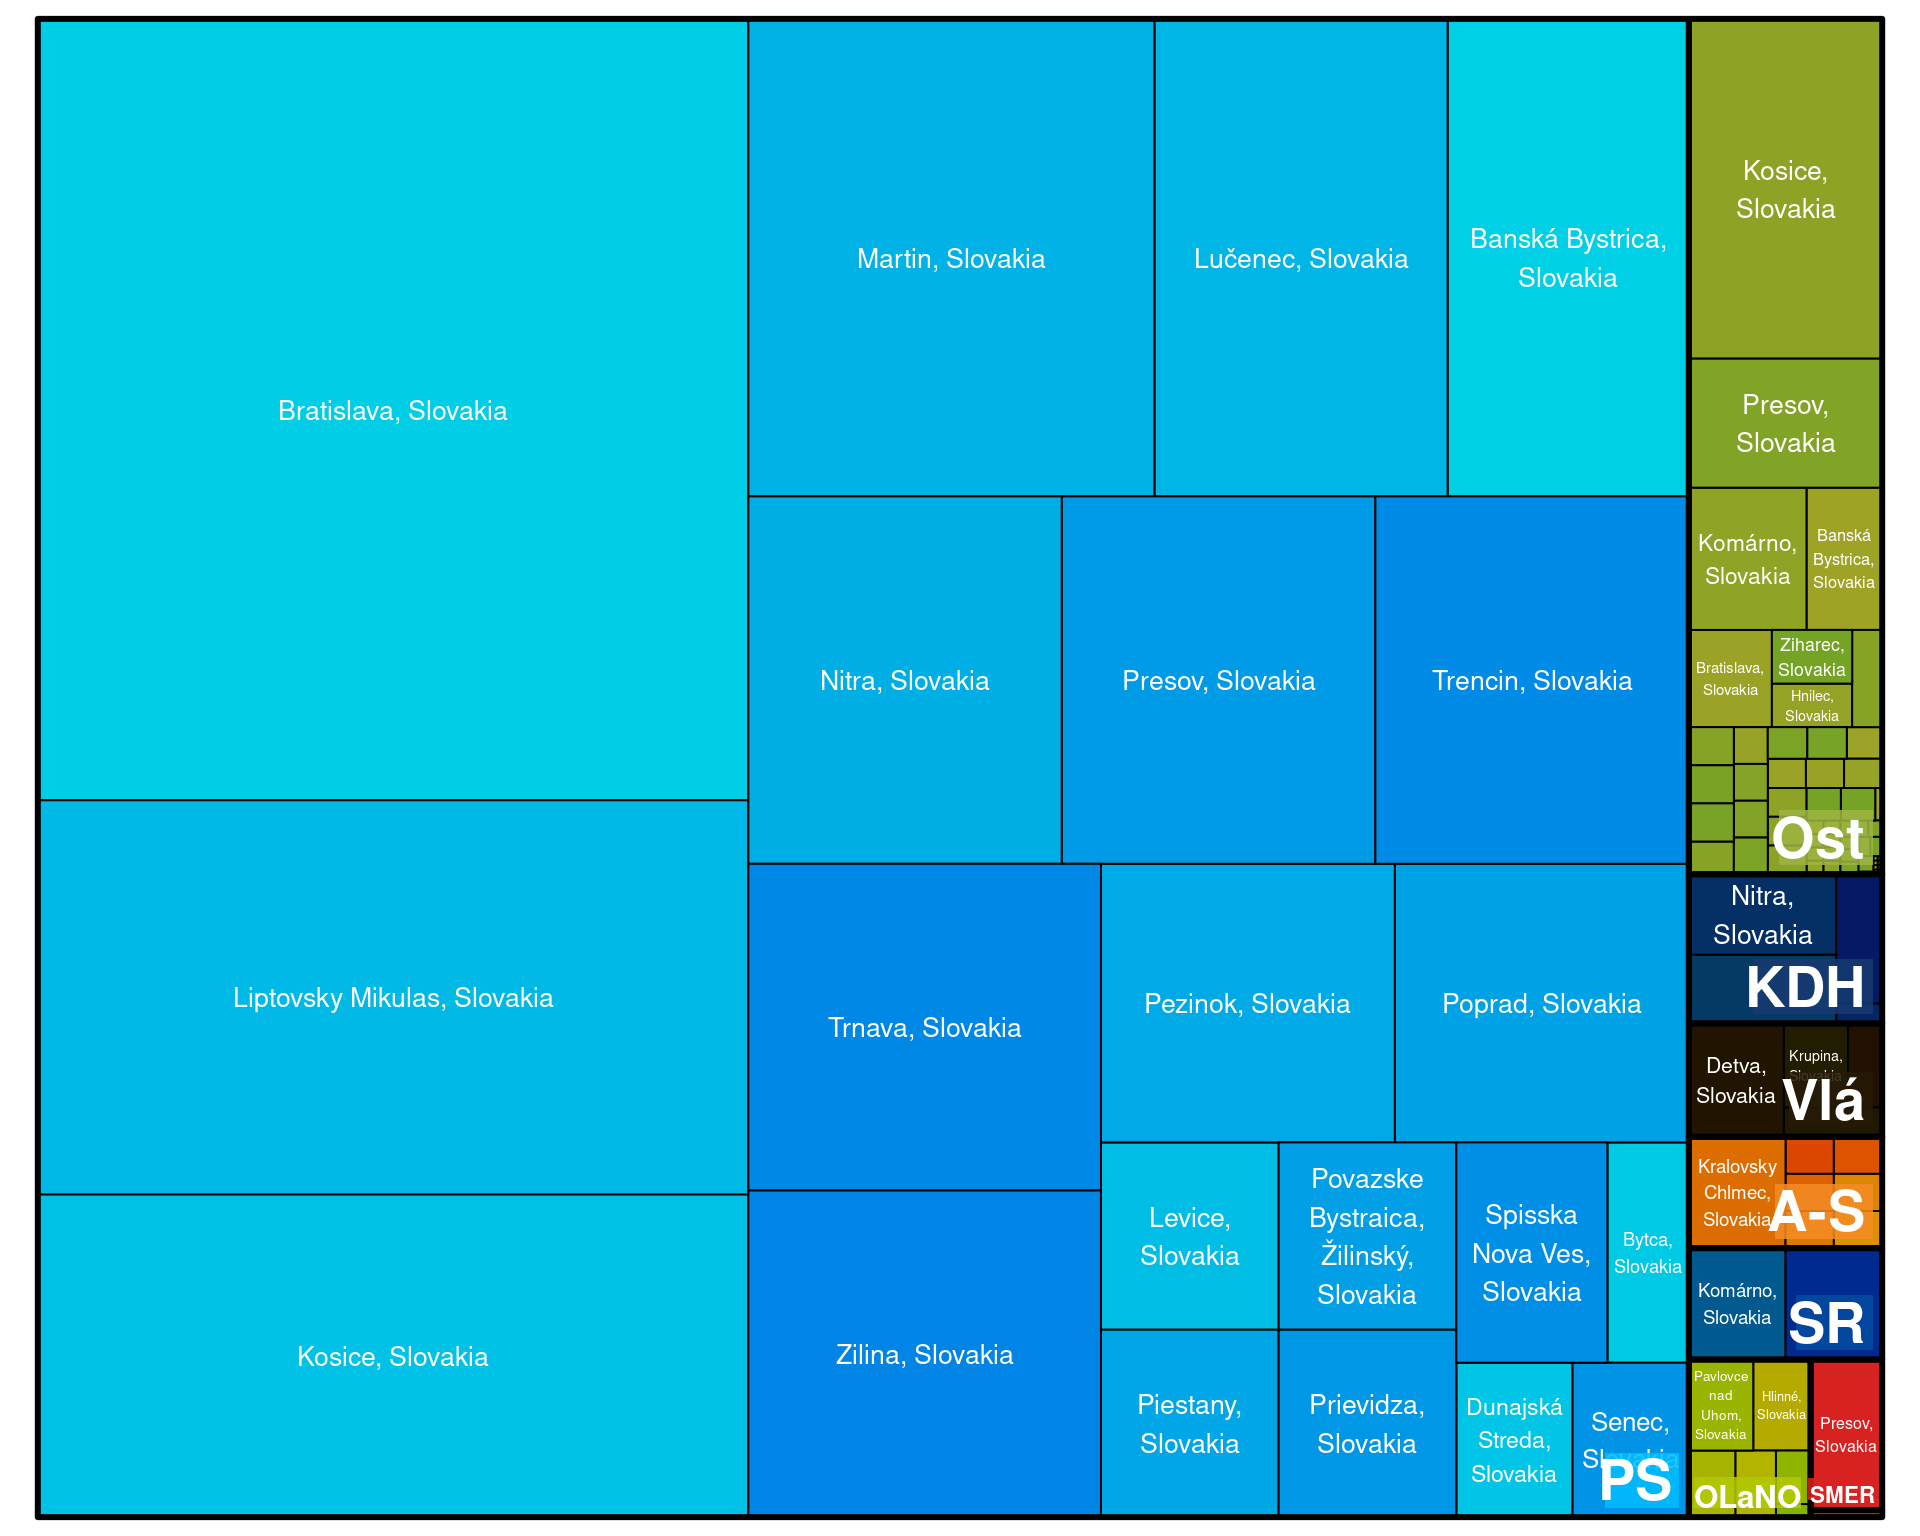 Bratislava, Slovakia
Liptovsky Mikulas, Slovakia
Kosice, Slovakia
Martin, Slovakia
Lučenec, Slovakia
Banská Bystrica,
Slovakia
Nitra, Slovakia
Presov, Slovakia
Trencin, Slovakia
Trnava, Slovakia
Zilina, Slovakia
Pezinok, Slovakia
Poprad, Slovakia
Levice,
Slovakia
Povazske
Bystraica,
Žilinský,
Slovakia
Spisska
Nova Ves,
Slovakia
Bytca,
Slovakia
Piestany,
Slovakia
Prievidza,
Slovakia
Dunajská
Streda,
Slovakia
Senec,
Slovakia
PS
Kosice,
Slovakia
Presov,
Slovakia
Komárno,
Slovakia
Banská
Bystrica,
Slovakia
Bratislava,
Slovakia
Ziharec,
Slovakia
Hnilec,
Slovakia
Ost
Nitra,
Slovakia
KDH
Detva,
Slovakia
Krupina,
Slovakia
Vlá
Kralovsky
Chlmec,
Slovakia
A-S
Komárno,
Slovakia
SR
Pavlovce
nad
Uhom,
Slovakia
Hlinné,
Slovakia
OLaNO
Presov,
Slovakia
SMER